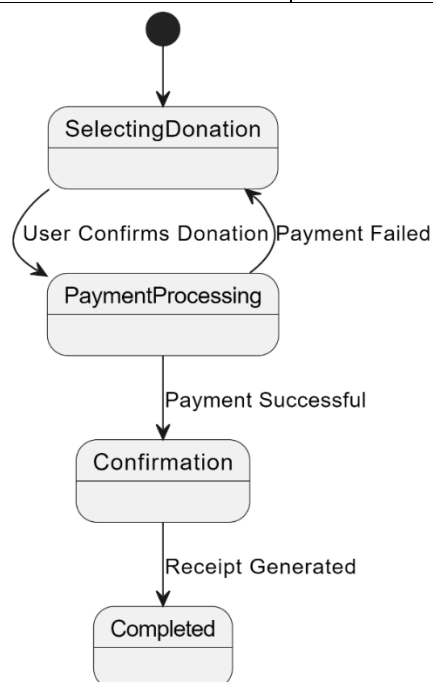 SelectingDonation
User Confirms Donation
Payment Failed
PaymentProcessing
Payment Successful
Confirmation
Receipt Generated
Completed